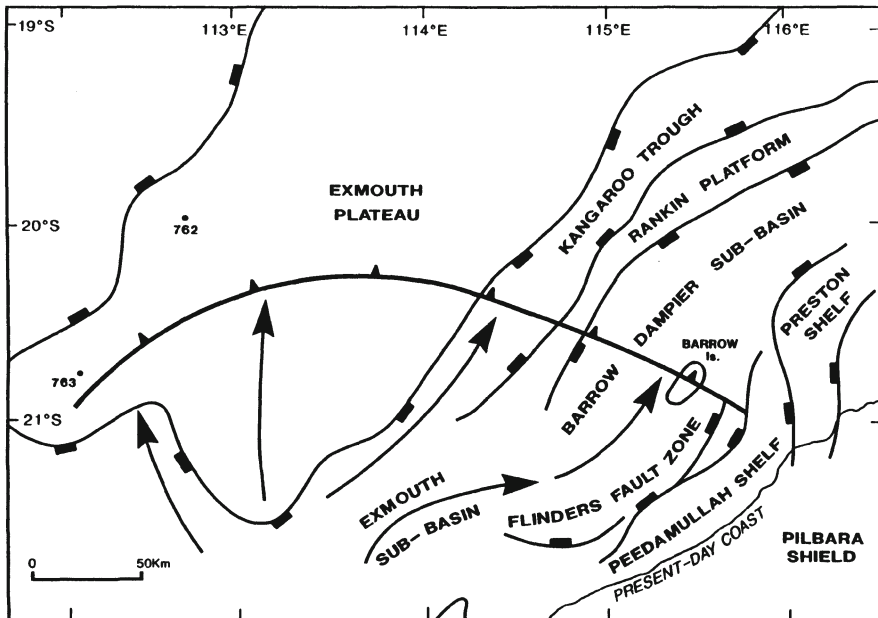 19°S
113°E
114°E
115°E
116°E
KANGAROO TROUGH
RANKIN PLATFORM
EXMOUTH
PLATEAU
762
20°S
DAMPIER SUB-BASIN
PRESTON
SHELF
BARROW
Is.
763
BARROW
21°S
EXMOUTH
SUB-BASIN
FLINDERS FAULT ZONE
PEEDAMULLAH SHELF
PRESENT-DAY COAST
PILBARA
SHIELD
0
50Km